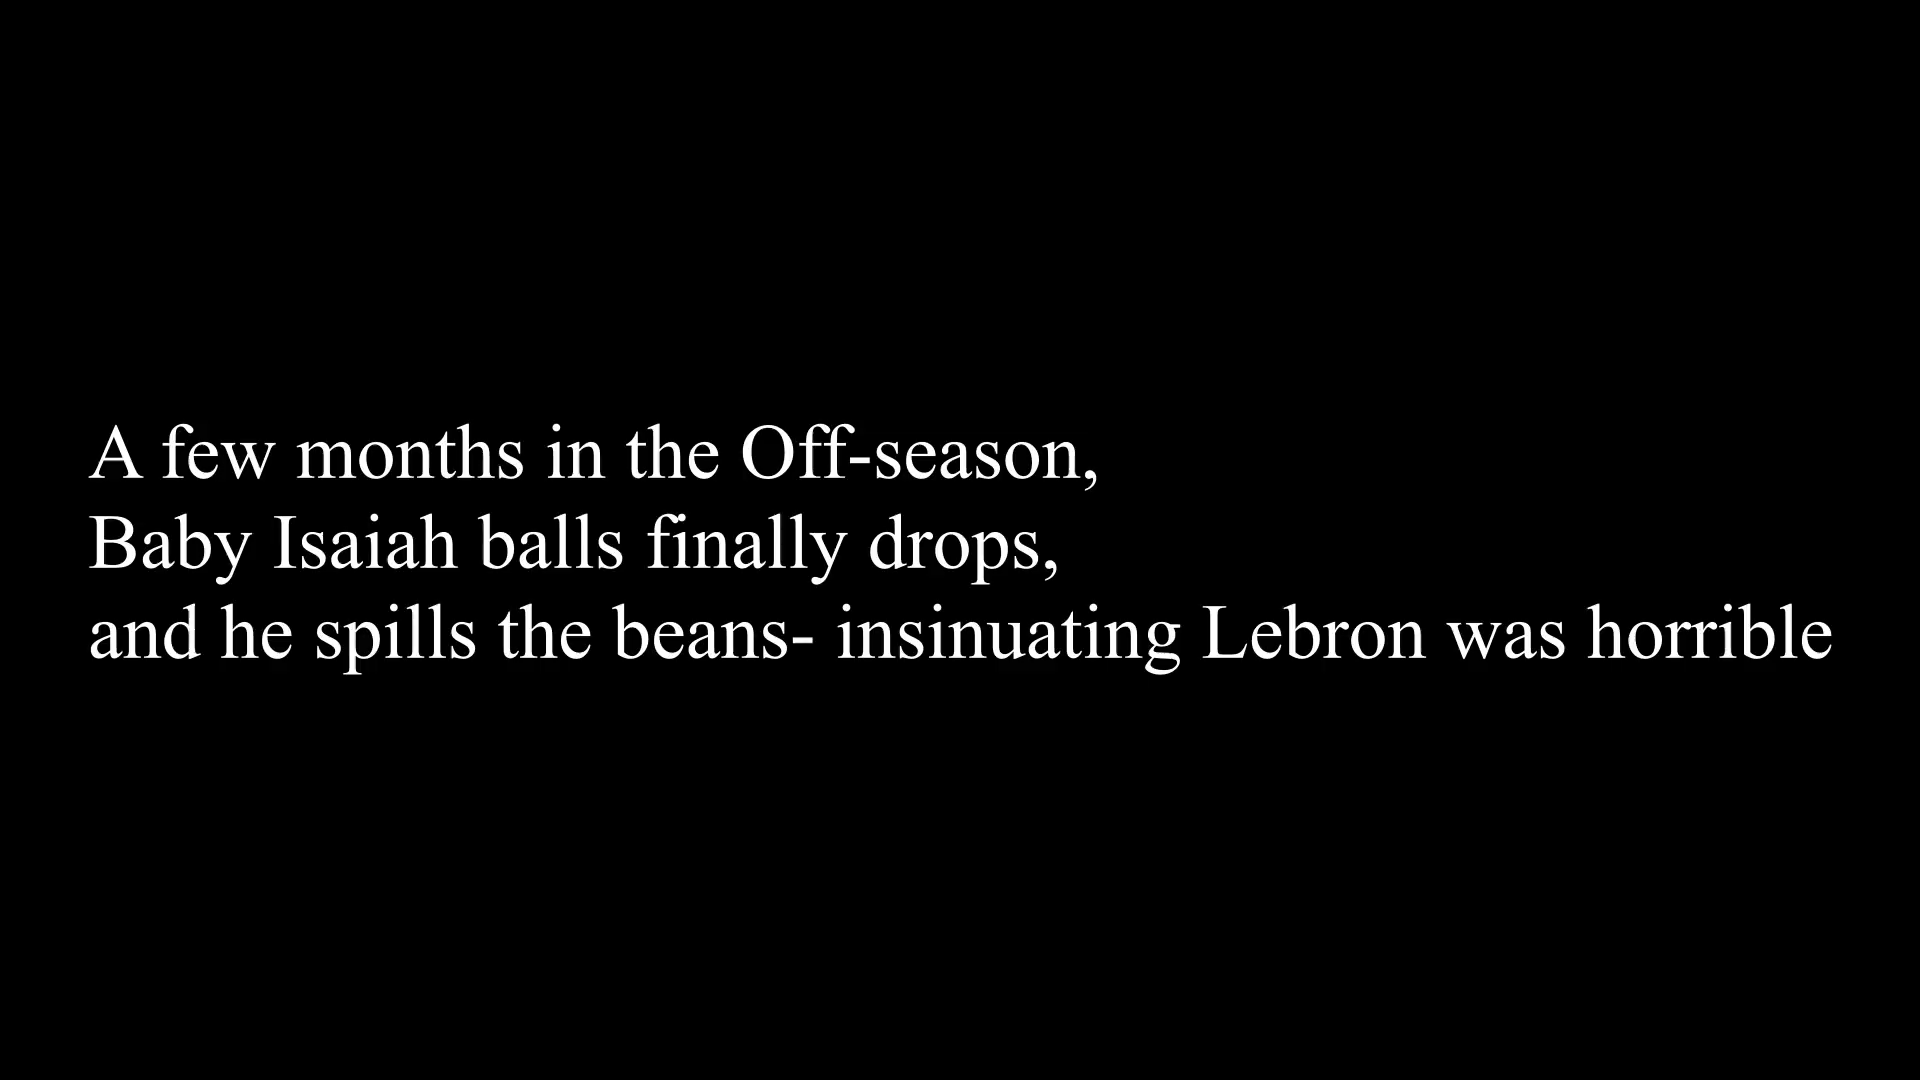 A few months in the Off-season,
Baby Isaiah balls finally drops,
and he spills the beans- insinuating Lebron was horrible